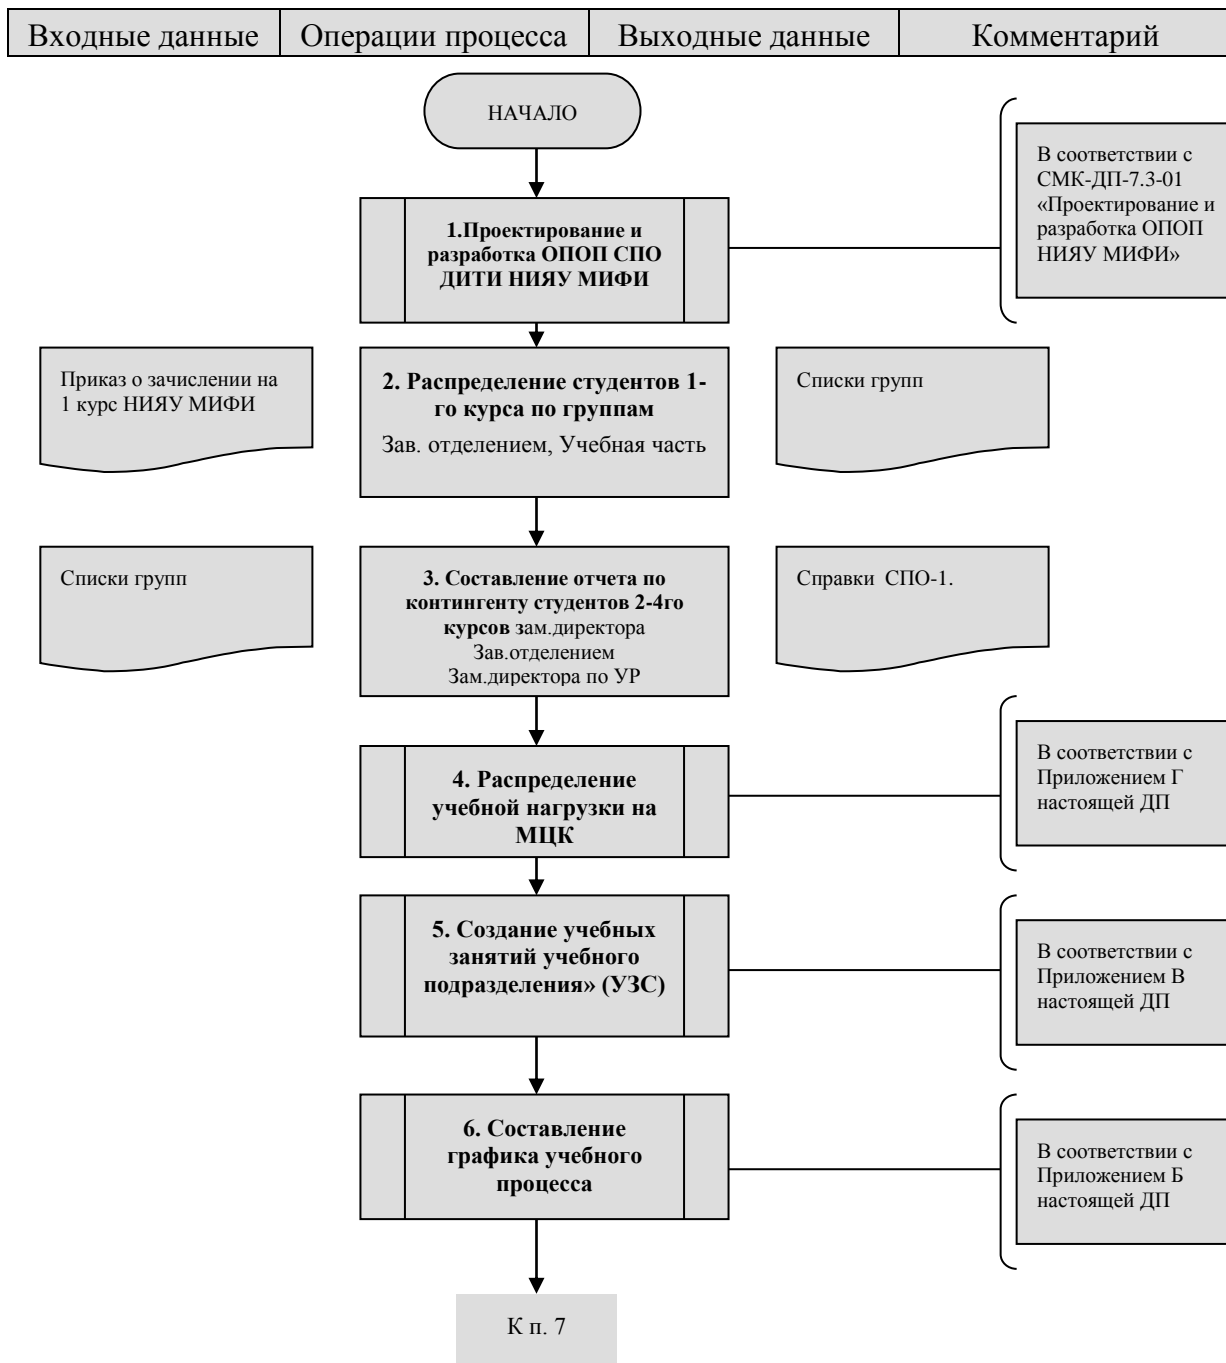 Входные данные Операции процесса Выходные данные Комментарий
НАЧАЛО
В соответствии с
СМК-ДП-7.3-01
«Проектирование и
разработка ОПОП
НИЯУ МИФИ»
1.Проектирование и
разработка ОПОП СПО
ДИТИ НИЯУ МИФИ
Приказ о зачислении на
1 курс НИЯУ МИФИ
2. Распределение студентов 1-
го курса по группам
Зав. отделением, Учебная часть
Списки групп
Списки групп
3. Составление отчета по
контингенту студентов 2-4го
курсов зам.директора
Зав.отделением
Зам.директора по УР
Справки СПО-1.
4. Распределение
учебной нагрузки на
МЦК
В соответствии с
Приложением Г
настоящей ДП
5. Создание учебных
занятий учебного
подразделения» (УЗС)
В соответствии с
Приложением В
настоящей ДП
6. Составление
графика учебного
процесса
В соответствии с
Приложением Б
настоящей ДП
К п. 7